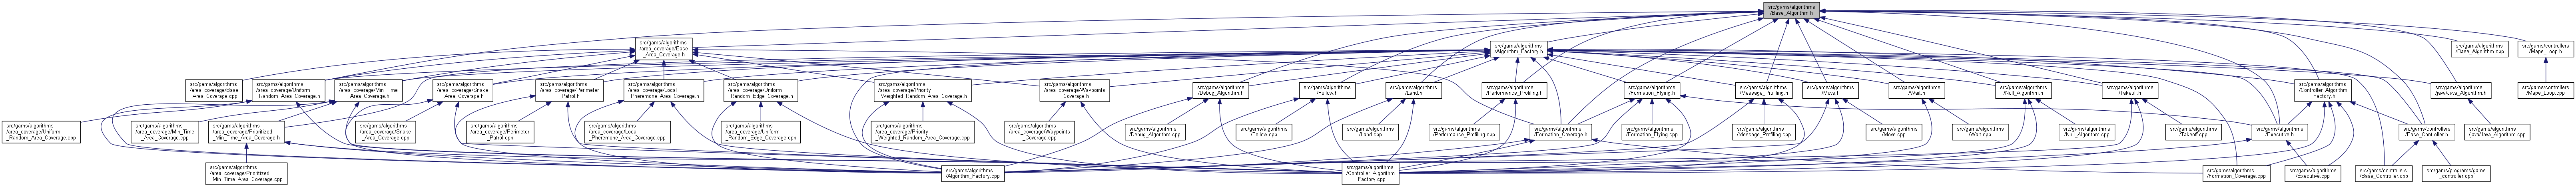 src/gams/algorithms
/Base_Algorithm.h
src/gams/algorithms
/area_coverage/Base
_Area_Coverage.h
src/gams/algorithms
/Algorithm_Factory.h
src/gams/algorithms
/Base_Algorithm.cpp
src/gams/controllers
/Mape_Loop.h
src/gams/algorithms
/area_coverage/Base
_Area_Coverage.cpp
src/gams/algorithms
/area_coverage/Uniform
_Random_Area_Coverage.h
src/gams/algorithms
/area_coverage/Min_Time
_Area_Coverage.h
src/gams/algorithms
/area_coverage/Snake
_Area_Coverage.h
src/gams/algorithms
/area_coverage/Perimeter
_Patrol.h
src/gams/algorithms
/area_coverage/Local
_Pheremone_Area_Coverage.h
src/gams/algorithms
/area_coverage/Uniform
_Random_Edge_Coverage.h
src/gams/algorithms
/area_coverage/Priority
_Weighted_Random_Area_Coverage.h
src/gams/algorithms
/area_coverage/Waypoints
_Coverage.h
src/gams/algorithms
/Debug_Algorithm.h
src/gams/algorithms
/Follow.h
src/gams/algorithms
/Land.h
src/gams/algorithms
/Performance_Profiling.h
src/gams/algorithms
/Formation_Flying.h
src/gams/algorithms
/Message_Profiling.h
src/gams/algorithms
/Move.h
src/gams/algorithms
/Wait.h
src/gams/algorithms
/Null_Algorithm.h
src/gams/algorithms
/Takeoff.h
src/gams/algorithms
/Controller_Algorithm
_Factory.h
src/gams/algorithms
/java/Java_Algorithm.h
src/gams/controllers
/Mape_Loop.cpp
src/gams/algorithms
/area_coverage/Uniform
_Random_Area_Coverage.cpp
src/gams/algorithms
/area_coverage/Min_Time
_Area_Coverage.cpp
src/gams/algorithms
/area_coverage/Prioritized
_Min_Time_Area_Coverage.h
src/gams/algorithms
/area_coverage/Snake
_Area_Coverage.cpp
src/gams/algorithms
/area_coverage/Perimeter
_Patrol.cpp
src/gams/algorithms
/area_coverage/Local
_Pheremone_Area_Coverage.cpp
src/gams/algorithms
/area_coverage/Uniform
_Random_Edge_Coverage.cpp
src/gams/algorithms
/area_coverage/Priority
_Weighted_Random_Area_Coverage.cpp
src/gams/algorithms
/area_coverage/Waypoints
_Coverage.cpp
src/gams/algorithms
/Debug_Algorithm.cpp
src/gams/algorithms
/Follow.cpp
src/gams/algorithms
/Land.cpp
src/gams/algorithms
/Performance_Profiling.cpp
src/gams/algorithms
/Formation_Coverage.h
src/gams/algorithms
/Formation_Flying.cpp
src/gams/algorithms
/Message_Profiling.cpp
src/gams/algorithms
/Move.cpp
src/gams/algorithms
/Wait.cpp
src/gams/algorithms
/Null_Algorithm.cpp
src/gams/algorithms
/Takeoff.cpp
src/gams/algorithms
/Executive.h
src/gams/controllers
/Base_Controller.h
src/gams/algorithms
/java/Java_Algorithm.cpp
src/gams/algorithms
/area_coverage/Prioritized
_Min_Time_Area_Coverage.cpp
src/gams/algorithms
/Algorithm_Factory.cpp
src/gams/algorithms
/Controller_Algorithm
_Factory.cpp
src/gams/algorithms
/Formation_Coverage.cpp
src/gams/algorithms
/Executive.cpp
src/gams/controllers
/Base_Controller.cpp
src/gams/programs/gams
_controller.cpp